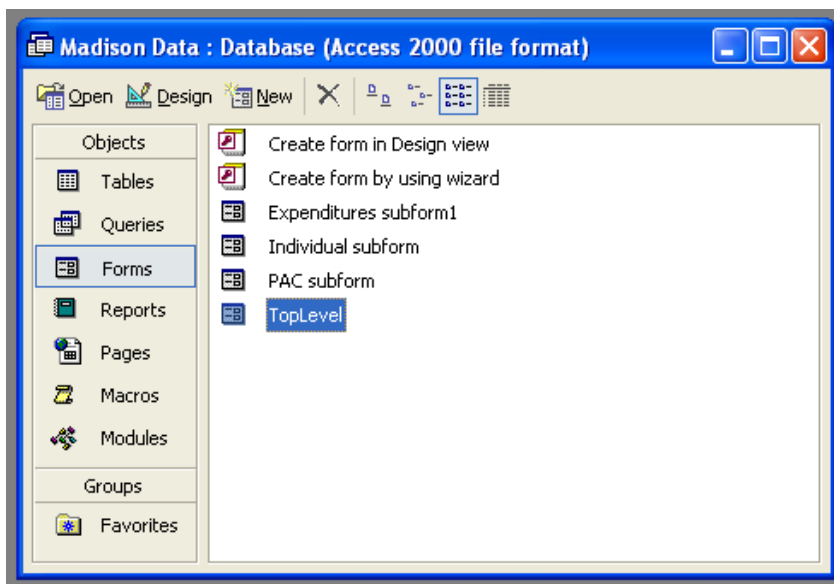 Madison Data : Database (Access 2000 file format)
Open Design New
Objects
Tables
Queries
Forms
Reports
Pages
Macros
Modules
Groups
Favorites
Create form in Design view
Create form by using wizard
Expenditures subform1
Individual subform
PAC subform
TopLevel